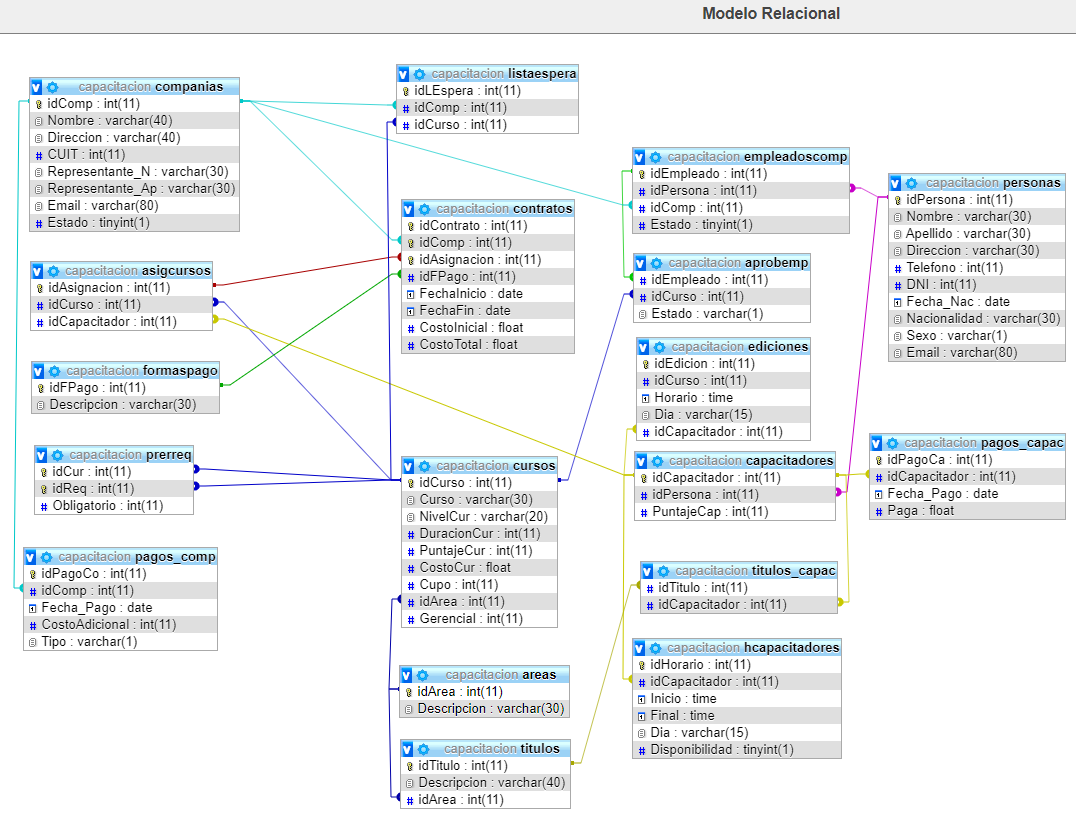 Modelo Relacional
capacitacion companias
idComp : int(11)
Nombre : varchar(40)
Direccion : varchar(40)
CUIT : int(11)
Representante_N : varchar(30)
Representante_Ap : varchar(30)
Email : varchar(80)
Estado : tinyint(1)
capacitacion asigcursos
idAsignacion : int(11)
idCurso : int(11)
idCapacitador : int(11)
capacitacion formaspago
idFPago : int(11)
Descripcion : varchar(30)
capacitacion prerreq
idCur : int(11)
idReq : int(11)
Obligatorio : int(11)
capacitacion pagos_comp
idPagoCo : int(11)
idComp : int(11)
Fecha_Pago : date
CostoAdicional : int(11)
Tipo : varchar(1)
capacitacion listaespera
idLEspera : int(11)
idComp : int(11)
idCurso : int(11)
capacitacion contratos
idContrato : int(11)
idComp : int(11)
idAsignacion : int(11)
idFPago : int(11)
FechaInicio : date
FechaFin : date
CostoInicial : float
CostoTotal : float
capacitacion cursos
idCurso : int(11)
Curso : varchar(30)
NivelCur : varchar(20)
DuracionCur : int(11)
PuntajeCur : int(11)
CostoCur : float
Cupo : int(11)
idArea : int(11)
Gerencial : int(11)
capacitacion areas
idArea : int(11)
Descripcion : varchar(30)
capacitacion titulos
idTitulo : int(11)
Descripcion : varchar(40)
idArea : int(11)
capacitacion empleadoscomp
idEmpleado : int(11)
idPersona : int(11)
idComp : int(11)
Estado : tinyint(1)
capacitacion aprobemp
idEmpleado : int(11)
idCurso : int(11)
Estado : varchar(1)
capacitacion ediciones
idEdicion : int(11)
idCurso : int(11)
Horario : time
Dia : varchar(15)
idCapacitador : int(11)
capacitacion capacitadores
idCapacitador : int(11)
idPersona : int(11)
PuntajeCap : int(11)
capacitacion titulos_capac
idTitulo : int(11)
idCapacitador : int(11)
capacitacion hcapacitadores
idHorario : int(11)
idCapacitador : int(11)
Inicio : time
Final : time
Dia : varchar(15)
Disponibilidad : tinyint(1)
capacitacion personas
idPersona : int(11)
Nombre : varchar(30)
Apellido : varchar(30)
Direccion : varchar(30)
Telefono : int(11)
DNI : int(11)
Fecha_Nac : date
Nacionalidad : varchar(30)
Sexo : varchar(1)
Email : varchar(80)
capacitacion pagos_capac
idPagoCa : int(11)
idCapacitador : int(11)
Fecha_Pago : date
Paga : float